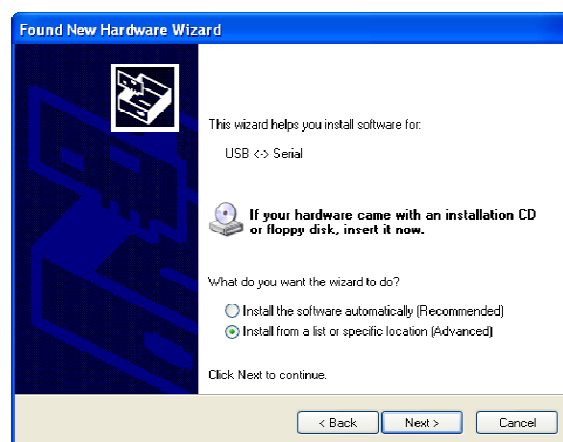 Found New Hardware Wizard
This wizard helps you install software for:
USB <-> Serial
If your hardware came with an installation CD
or floppy disk, insert it now.
What do you want the wizard to do?
Install the software automatically (Recommended)
Install from a list or specific location (Advanced)
Click Next to continue.
< Back Next > Cancel